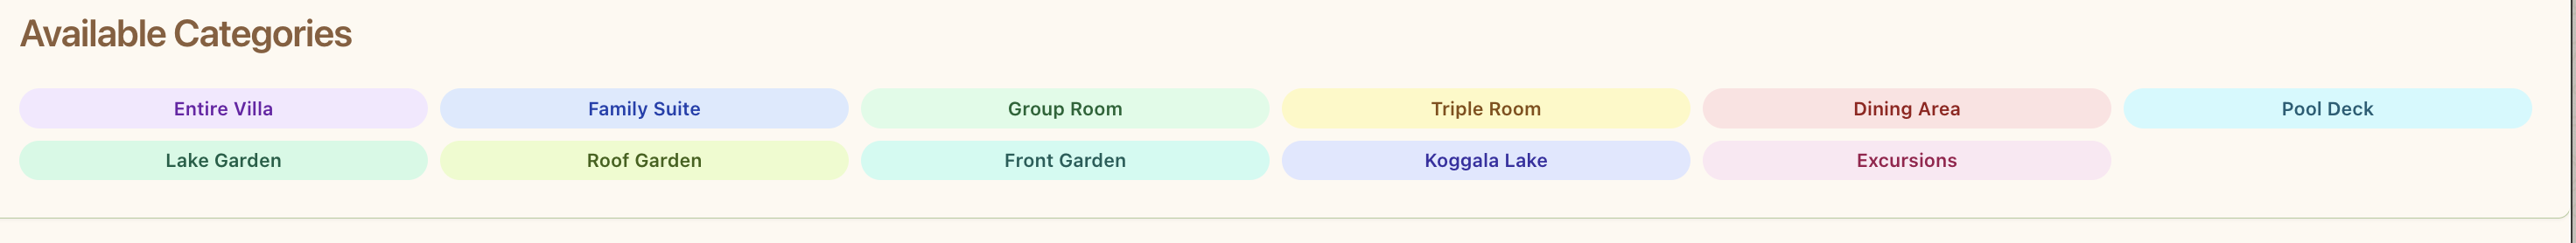 Available Categories
Entire Villa Family Suite Group Room Triple Room Dining Area Pool Deck
Lake Garden Roof Garden Front Garden Koggala Lake Excursions